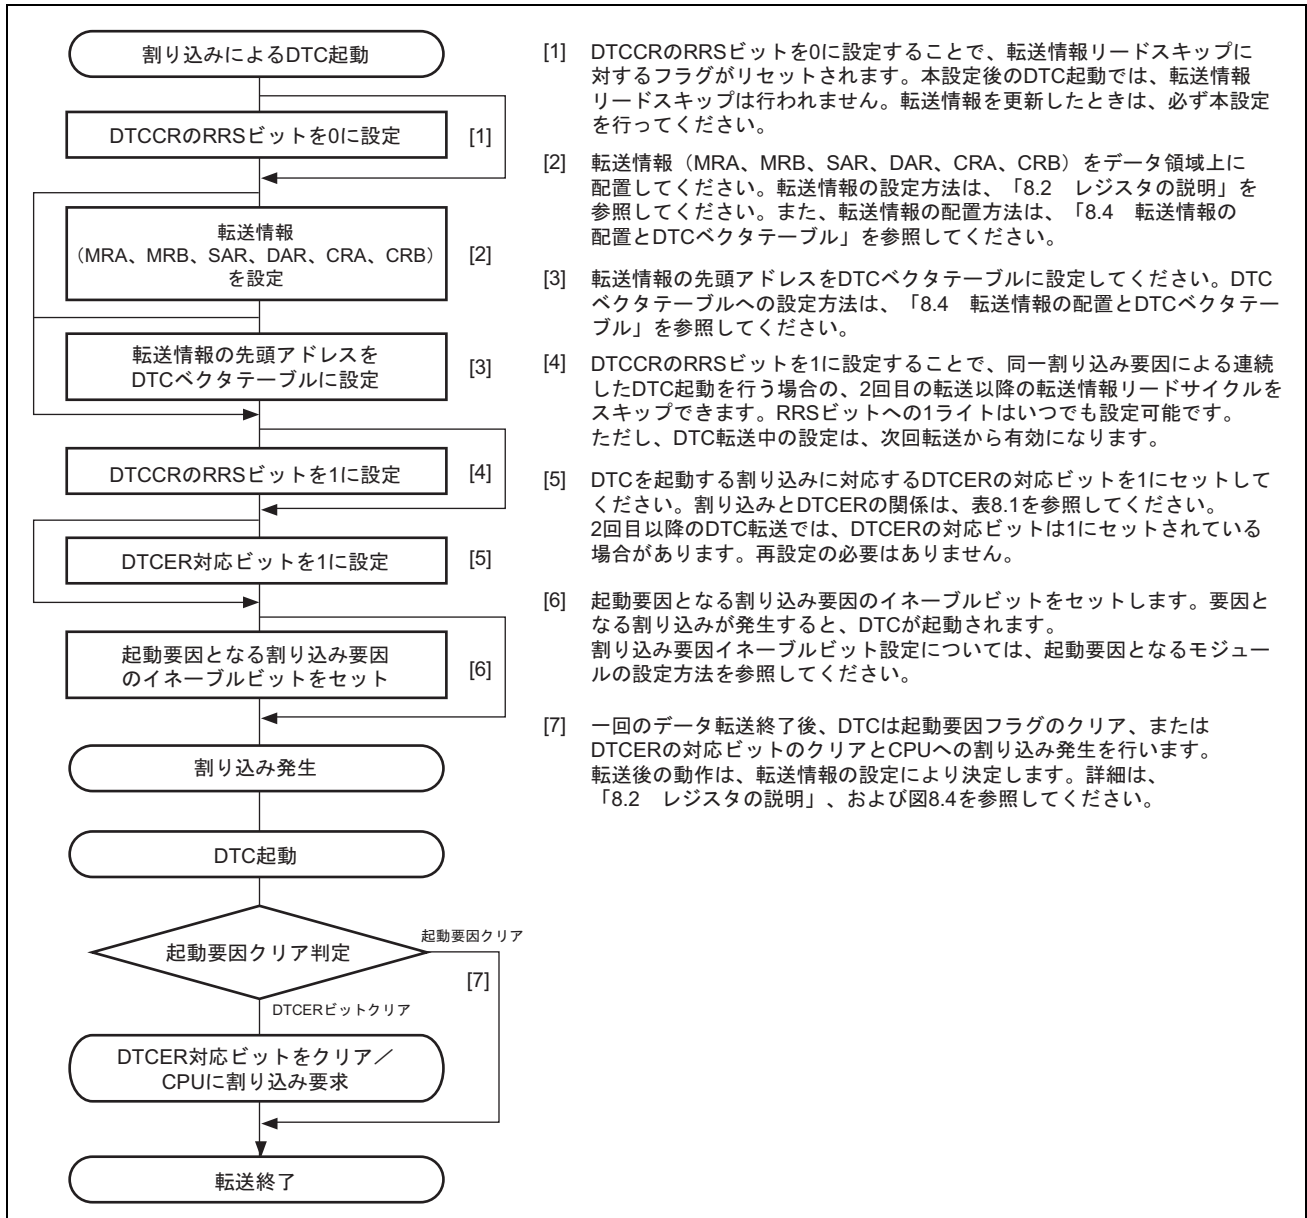 割り込みによるDTC起動
DTCCRのRRSビットを0に設定
[1]
転送情報
（MRA、MRB、SAR、DAR、CRA、CRB）
を設定
[2]
転送情報の先頭アドレスを
DTCベクタテーブルに設定
[3]
DTCCRのRRSビットを1に設定
[4]
DTCER対応ビットを1に設定
[5]
起動要因となる割り込み要因
のイネーブルビットをセット
[6]
割り込み発生
DTC起動
起動要因クリア判定
起動要因クリア
[7]
DTCERビットクリア
DTCER対応ビットをクリア／
CPUに割り込み要求
転送終了
[1] DTCCRのRRSビットを0に設定することで、転送情報リードスキップに
対するフラグがリセットされます。本設定後のDTC起動では、転送情報
リードスキップは行われません。転送情報を更新したときは、必ず本設定
を行ってください。
[2] 転送情報（MRA、MRB、SAR、DAR、CRA、CRB）をデータ領域上に
配置してください。転送情報の設定方法は、「8.2　レジスタの説明」を
参照してください。また、転送情報の配置方法は、「8.4　転送情報の
配置とDTCベクタテーブル」を参照してください。
[3] 転送情報の先頭アドレスをDTCベクタテーブルに設定してください。DTC
ベクタテーブルへの設定方法は、「8.4　転送情報の配置とDTCベクタテー
ブル」を参照してください。
[4] DTCCRのRRSビットを1に設定することで、同一割り込み要因による連続
したDTC起動を行う場合の、2回目の転送以降の転送情報リードサイクルを
スキップできます。RRSビットへの1ライトはいつでも設定可能です。
ただし、DTC転送中の設定は、次回転送から有効になります。
[5] DTCを起動する割り込みに対応するDTCERの対応ビットを1にセットして
ください。割り込みとDTCERの関係は、表8.1を参照してください。
2回目以降のDTC転送では、DTCERの対応ビットは1にセットされている
場合があります。再設定の必要はありません。
[6] 起動要因となる割り込み要因のイネーブルビットをセットします。要因と
なる割り込みが発生すると、DTCが起動されます。
割り込み要因イネーブルビット設定については、起動要因となるモジュー
ルの設定方法を参照してください。
[7] 一回のデータ転送終了後、DTCは起動要因フラグのクリア、または
DTCERの対応ビットのクリアとCPUへの割り込み発生を行います。
転送後の動作は、転送情報の設定により決定します。詳細は、
「8.2　レジスタの説明」、および図8.4を参照してください。